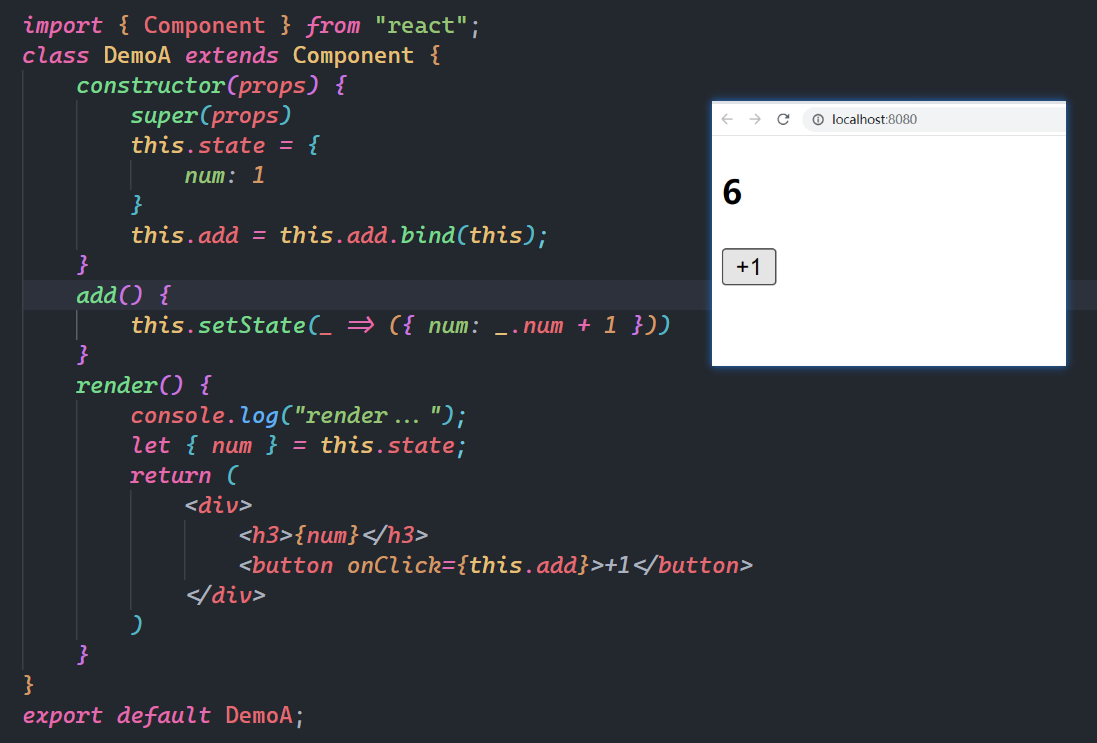 import { Component } from "react";
class DemoA extends Component {
    constructor(props) {
        super(props)
        this.state = {
            num: 1
        }
        this.add = this.add.bind(this);
    }
    add() {
        this.setState(_ => ({ num: _.num + 1 }))
    }
    render() {
        console.log("render...");
        let { num } = this.state;
        return (
            <div>
                <h3>{num}</h3>
                <button onClick={this.add}>+1</button>
            </div>
        )
    }
}
export default DemoA;
localhost:8080
6
+1